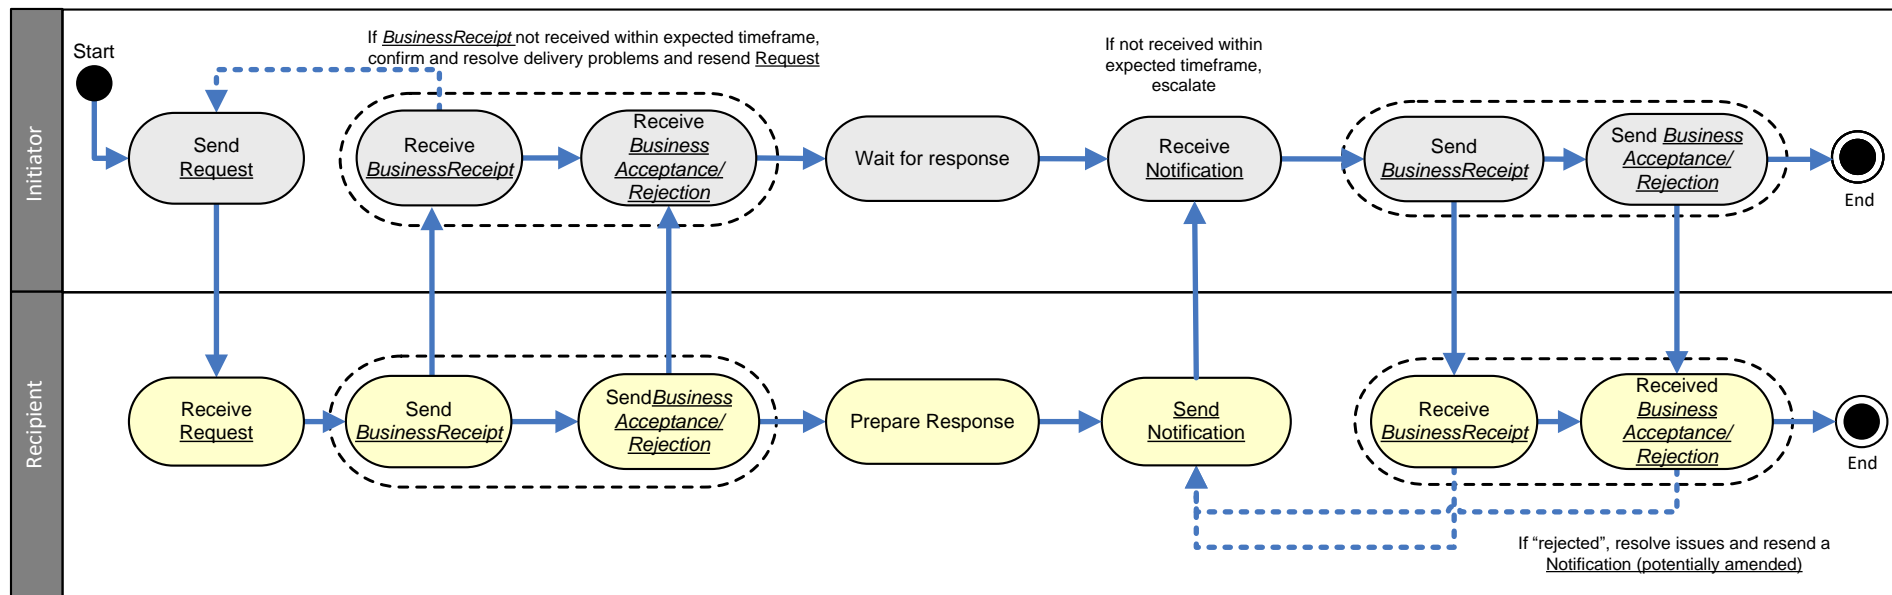 Initiator
Start
If BusinessReceipt not received within expected timeframe,
confirm and resolve delivery problems and resend Request
If not received within
expected timeframe,
escalate
Send
Request
Receive
BusinessReceipt
Receive
Business
Acceptance/
Rejection
Wait for response
Receive
Notification
Send
BusinessReceipt
Send Business
Acceptance/
Rejection
End
Recipient
Receive
Request
Send
BusinessReceipt
SendBusiness
Acceptance/
Rejection
Prepare Response
Send
Notification
Receive
BusinessReceipt
Received
Business
Acceptance/
Rejection
End
If “rejected”, resolve issues and resend a
Notification (potentially amended)